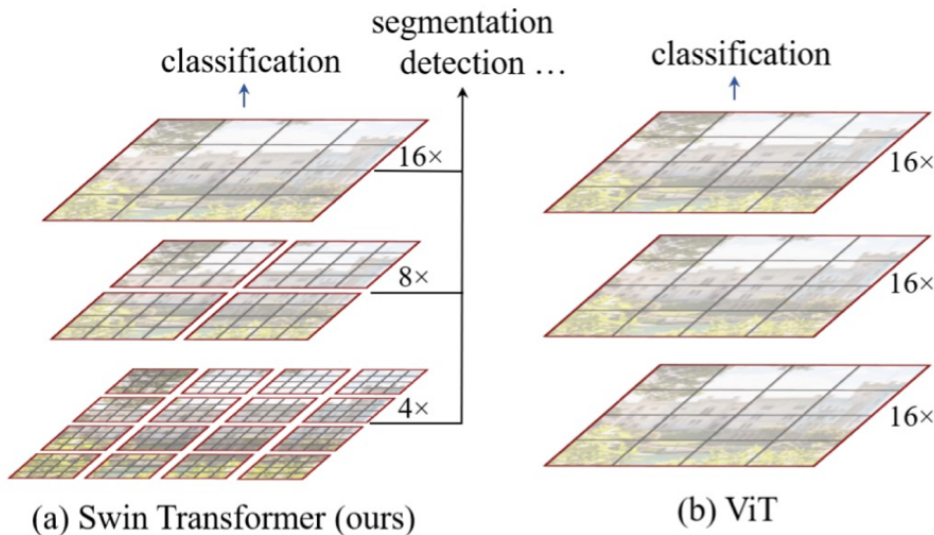 segmentation
classification
detection ...
16×
8×
4×
(a) Swin Transformer (ours)
classification
16×
16×
16×
(b) ViT